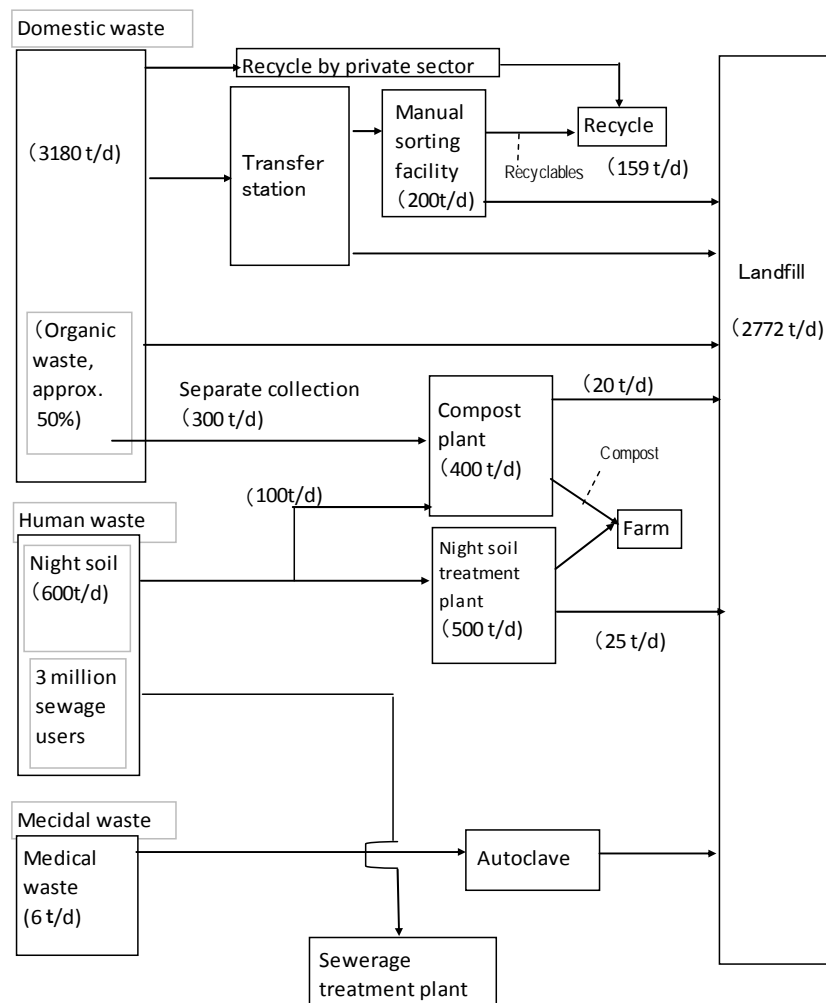 Domestic waste
（3180 t/d)
(Organic
waste,
approx.
50%)
Recycle by private sector
Transfer
station
Manual
sorting
facility
（200t/d)
Recyclables
Recycle
（159 t/d)
Landfill
（2772 t/d)
Separate collection
（300 t/d)
Compost
plant
（400 t/d)
（20 t/d)
Compost
Farm
（100t/d)
Human waste
Night soil
（600t/d)
3 million
sewage
users
Night soil
treatment
plant
（500 t/d)
（25 t/d)
Mecidal waste
Medical
waste
(6 t/d)
Autoclave
Sewerage
treatment plant